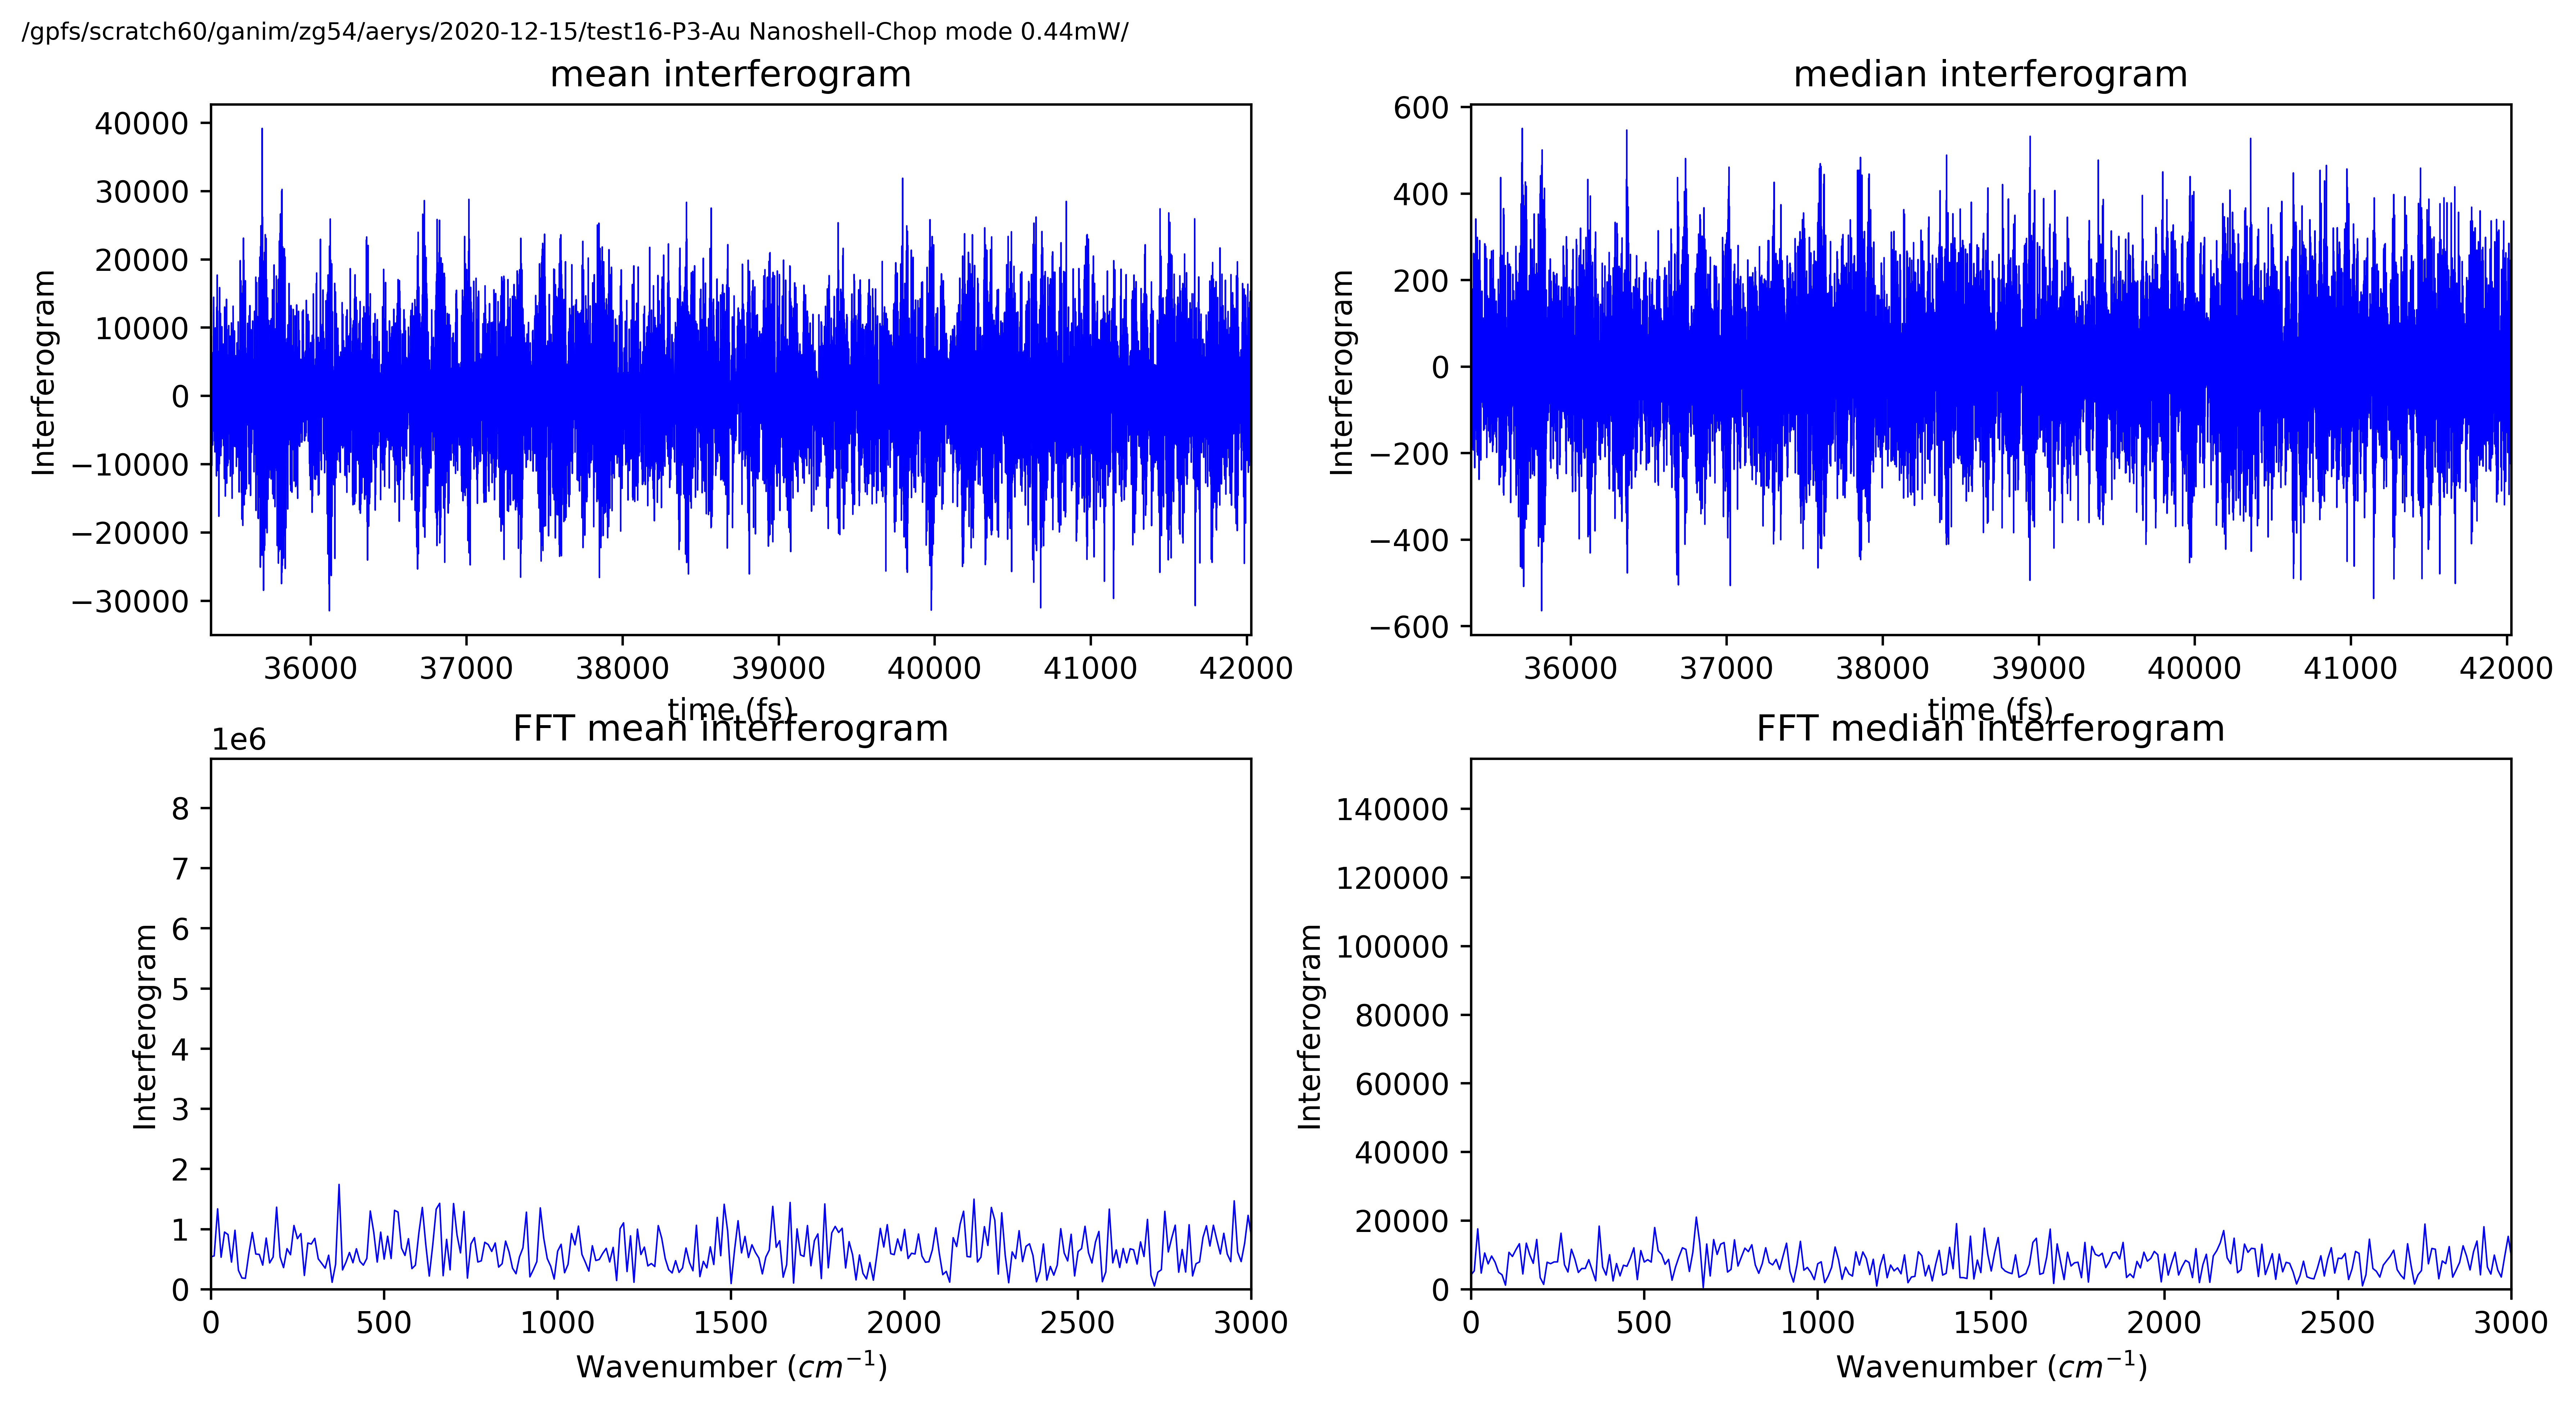 /gpfs/scratch60/ganim/zg54/aerys/2020-12-15/test16-P3-Au Nanoshell-Chop mode 0.44mW/
mean interferogram
40000
30000
20000
10000
0
−10000
−20000
−30000
Interferogram
36000 37000 38000 39000 40000 41000 42000
time (fs)
median interferogram
600
400
200
0
−200
−400
−600
Interferogram
36000 37000 38000 39000 40000 41000 42000
time (fs)
FFT mean interferogram
1e6
8
7
6
5
4
3
2
1
0
Interferogram
0 500 1000 1500 2000 2500 3000
Wavenumber (cm⁻¹)
FFT median interferogram
140000
120000
100000
80000
60000
40000
20000
0
Interferogram
0 500 1000 1500 2000 2500 3000
Wavenumber (cm⁻¹)